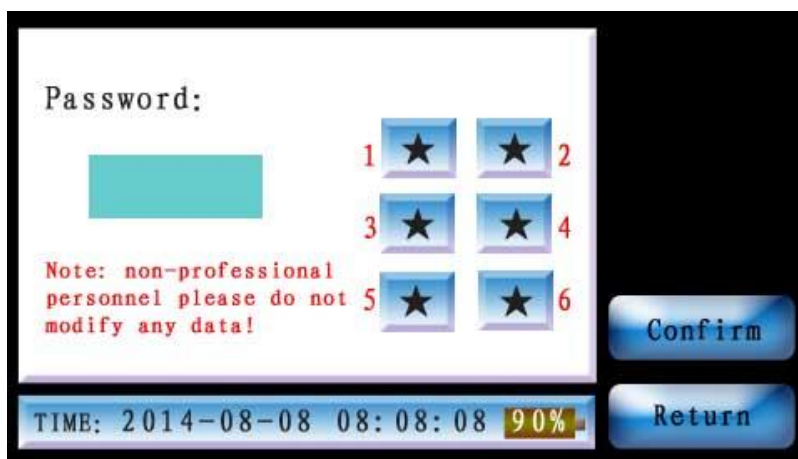 Password:
1 ★ ★ 2
3 ★ ★ 4
Note: non-professional
personnel please do not
modify any data!
5 ★ ★ 6
Confirm
TIME: 2014-08-08 08:08:08 90%
Return